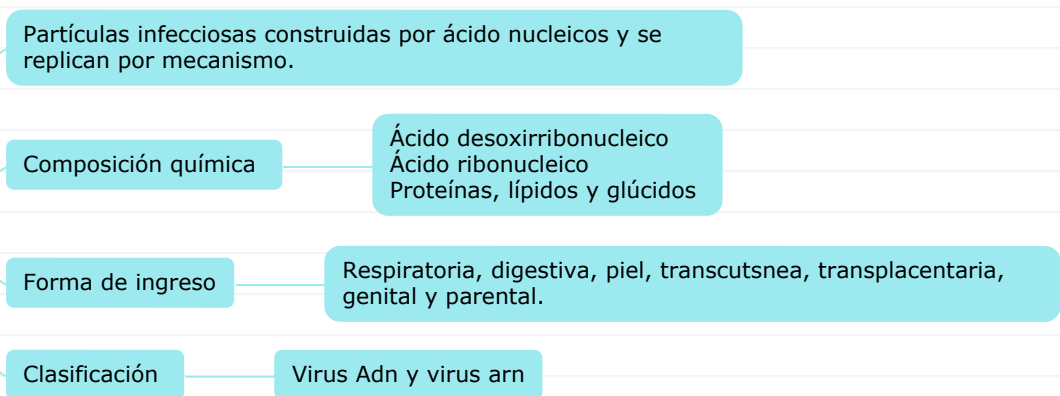 Partículas infecciosas construidas por ácido nucleicos y se
replican por mecanismo.
Composición química
Ácido desoxirribonucleico
Ácido ribonucleico
Proteínas, lípidos y glúcidos
Forma de ingreso
Respiratoria, digestiva, piel, transcutsnea, transplacentaria,
genital y parental.
Clasificación
Virus Adn y virus arn